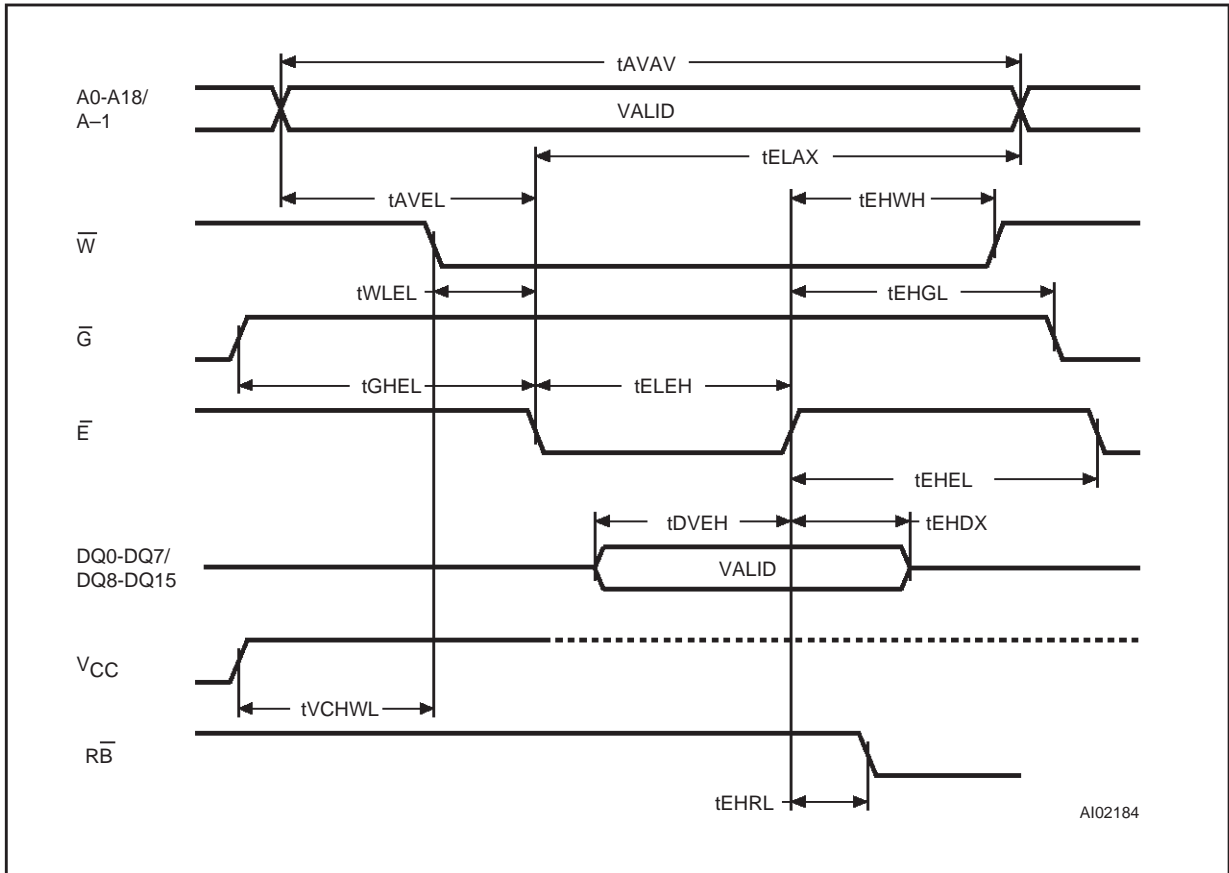 tAVAV
A0-A18/
A–1
VALID
tELAX
tAVEL
tEHWH
W̅
tWLEL
tEHGL
G̅
tGHEL
tELEH
E̅
tEHEL
tDVEH
tEHDX
DQ0-DQ7/
DQ8-DQ15
VALID
VCC
tVCHWL
RB̅
tEHRL
AI02184